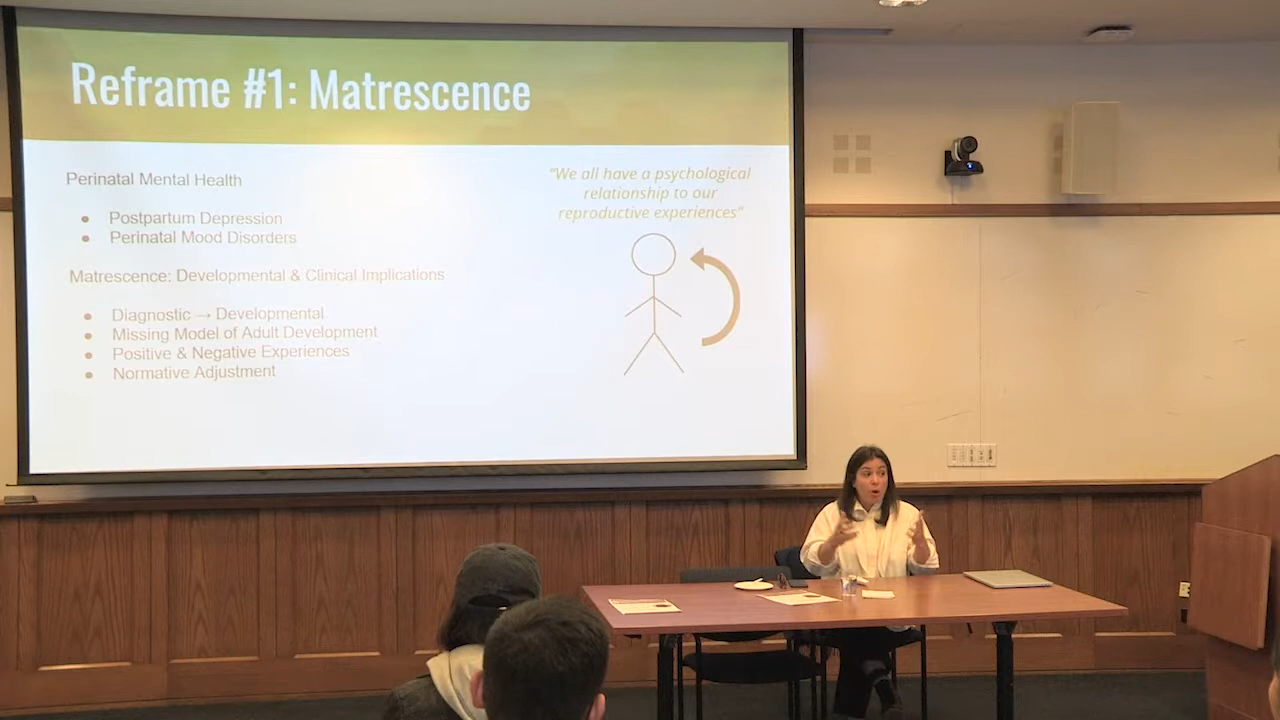 Reframe #1: Matrescence
Perinatal Mental Health
● Postpartum Depression
● Perinatal Mood Disorders
Matrescence: Developmental & Clinical Implications
● Diagnostic → Developmental
● Missing Model of Adult Development
● Positive & Negative Experiences
● Normative Adjustment
"We all have a psychological
relationship to our
reproductive experiences"